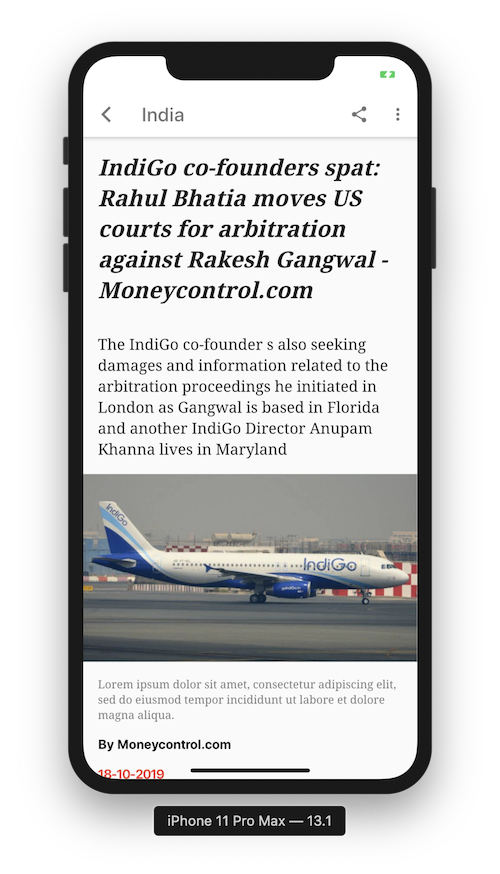 India
IndiGo co-founders spat:
Rahul Bhatia moves US
courts for arbitration
against Rakesh Gangwal -
Moneycontrol.com
The IndiGo co-founder s also seeking
damages and information related to the
arbitration proceedings he initiated in
London as Gangwal is based in Florida
and another IndiGo Director Anupam
Khanna lives in Maryland
IndiGo
IndiGo
Lorem ipsum dolor sit amet, consectetur adipiscing elit,
sed do eiusmod tempor incididunt ut labore et dolore
magna aliqua.
By Moneycontrol.com
18-10-2019
iPhone 11 Pro Max — 13.1